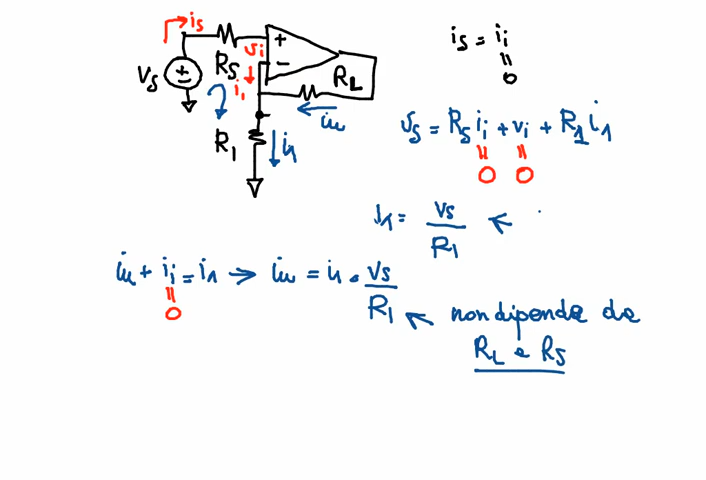 is
+
vi
−
Rs
RL
Vs
i1
R1
i1
iu
is = ii
=
0
vs = Rs ii + vi + R1 i1
= =
0 0
i1 = vs / R1 ←
iu + ii = i1 → iu = i1 = vs / R1
=
0
← non dipende da
RL e Rs